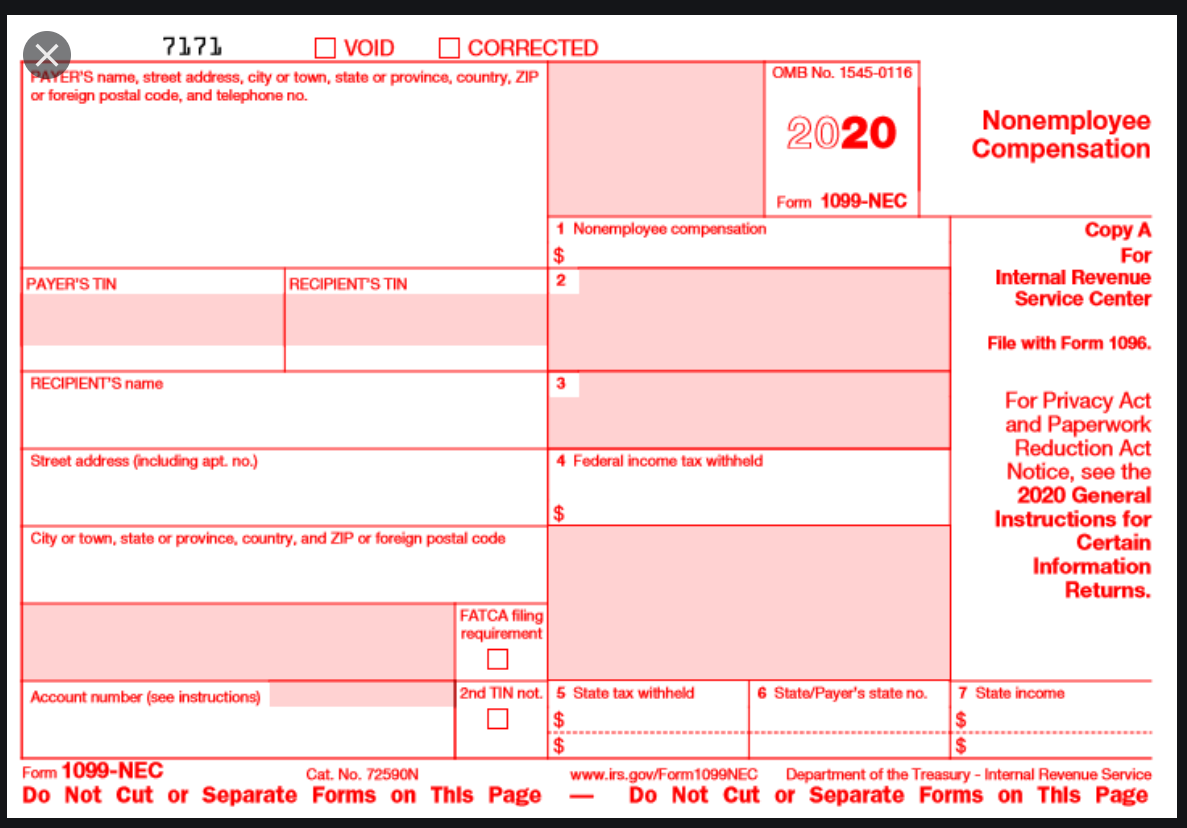 7171
VOID
CORRECTED
PAYER'S name, street address, city or town, state or province, country, ZIP
or foreign postal code, and telephone no.
OMB No. 1545-0116
2020
Form 1099-NEC
Nonemployee
Compensation
1 Nonemployee compensation
$
Copy A
For
Internal Revenue
Service Center
File with Form 1096.
PAYER'S TIN
RECIPIENT'S TIN
2
RECIPIENT'S name
3
For Privacy Act
and Paperwork
Reduction Act
Notice, see the
2020 General
Instructions for
Certain
Information
Returns.
Street address (including apt. no.)
4 Federal income tax withheld
$
City or town, state or province, country, and ZIP or foreign postal code
FATCA filing
requirement
Account number (see instructions)
2nd TIN not.
5 State tax withheld
$
$
6 State/Payer's state no.
7 State income
$
$
Form 1099-NEC
Cat. No. 72590N
www.irs.gov/Form1099NEC
Department of the Treasury - Internal Revenue Service
Do Not Cut or Separate Forms on This Page — Do Not Cut or Separate Forms on This Page